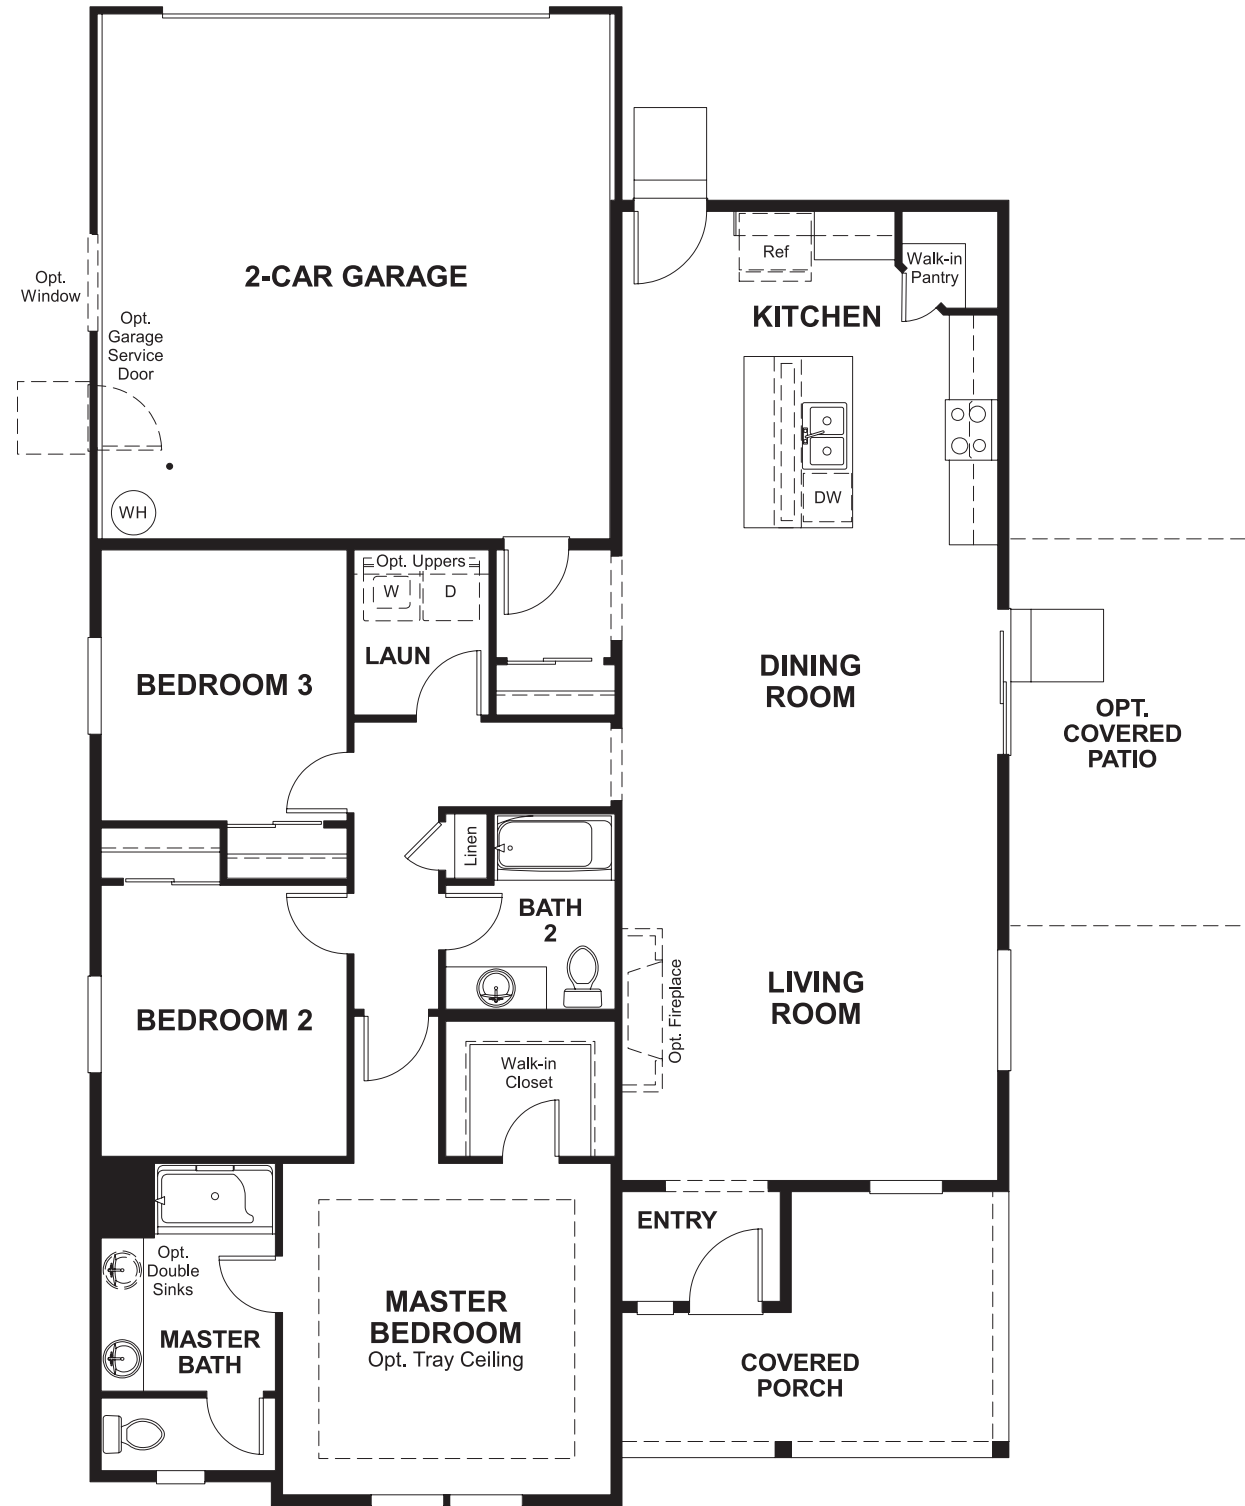 2-CAR GARAGE
Opt.
Window
Opt.
Garage
Service
Door
WH
Ref
Walk-in
Pantry
KITCHEN
DW
Opt. Uppers
W
D
LAUN
BEDROOM 3
DINING
ROOM
OPT.
COVERED
PATIO
Linen
BATH
2
BEDROOM 2
LIVING
ROOM
Opt. Fireplace
Walk-in
Closet
ENTRY
Opt.
Double
Sinks
MASTER
BATH
MASTER
BEDROOM
Opt. Tray Ceiling
COVERED
PORCH